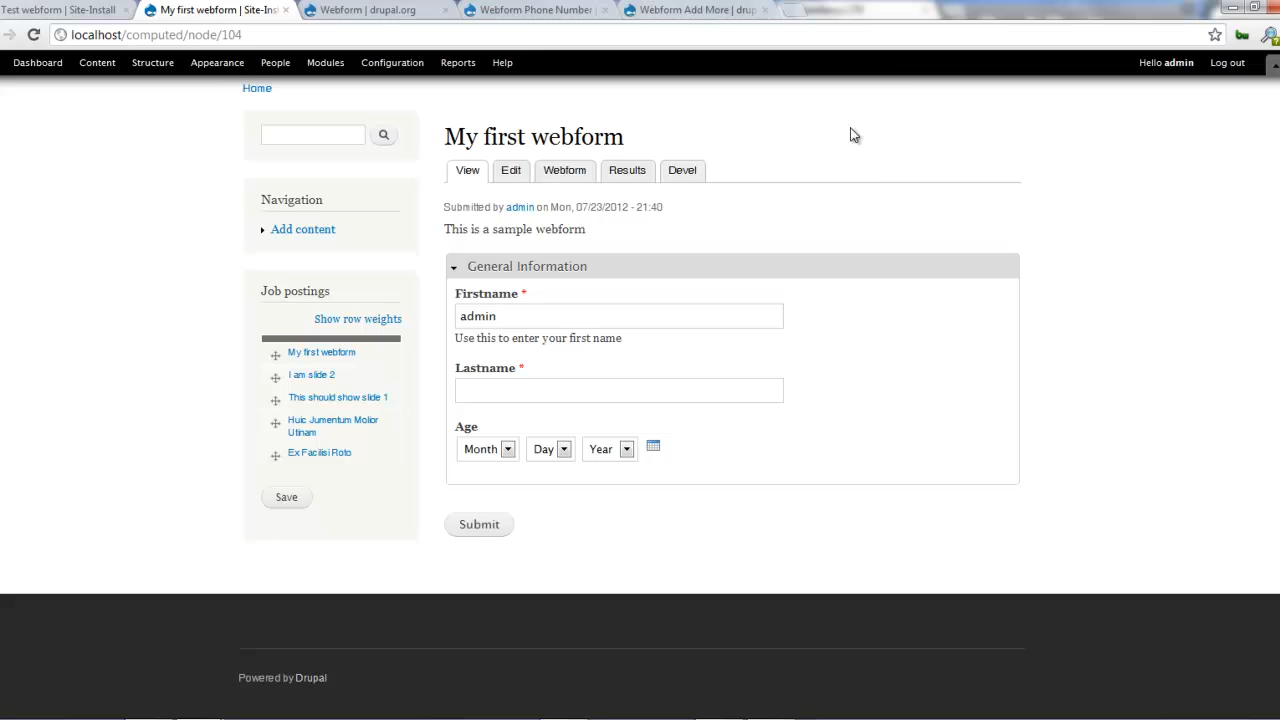 Test webform | Site-Install
My first webform | Site-Ins
Webform | drupal.org
Webform Phone Number
Webform Add More | drup
localhost/computed/node/104
Dashboard Content Structure Appearance People Modules Configuration Reports Help Hello admin Log out
Home
My first webform
View Edit Webform Results Devel
Submitted by admin on Mon, 07/23/2012 - 21:40
This is a sample webform
General Information
Firstname *
admin
Use this to enter your first name
Lastname *
Age
Month Day Year
Submit
Navigation
Add content
Job postings
Show row weights
My first webform
I am slide 2
This should show slide 1
Huic Jumentum Molior
Utinam
Ex Facilisi Roto
Save
Powered by Drupal